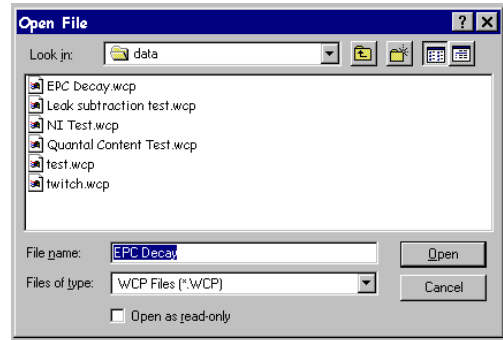 Open File
Look in: data
EPC Decay.wcp
Leak subtraction test.wcp
NI Test.wcp
Quantal Content Test.wcp
test.wcp
twitch.wcp
File name: EPC Decay Open
Files of type: WCP Files (*.WCP) Cancel
Open as read-only